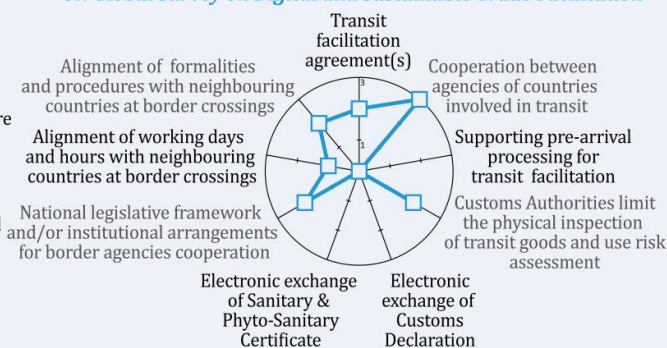 Transit
facilitation
agreement(s)
Alignment of formalities
and procedures with neighbouring
countries at border crossings
Cooperation between
agencies of countries
involved in transit
3
1
Alignment of working days
and hours with neighbouring
countries at border crossings
Supporting pre-arrival
processing for
transit facilitation
National legislative framework
and/or institutional arrangements
for border agencies cooperation
Customs Authorities limit
the physical inspection
of transit goods and use risk
assessment
Electronic exchange
of Sanitary &
Phyto-Sanitary
Certificate
Electronic
exchange of
Customs
Declaration